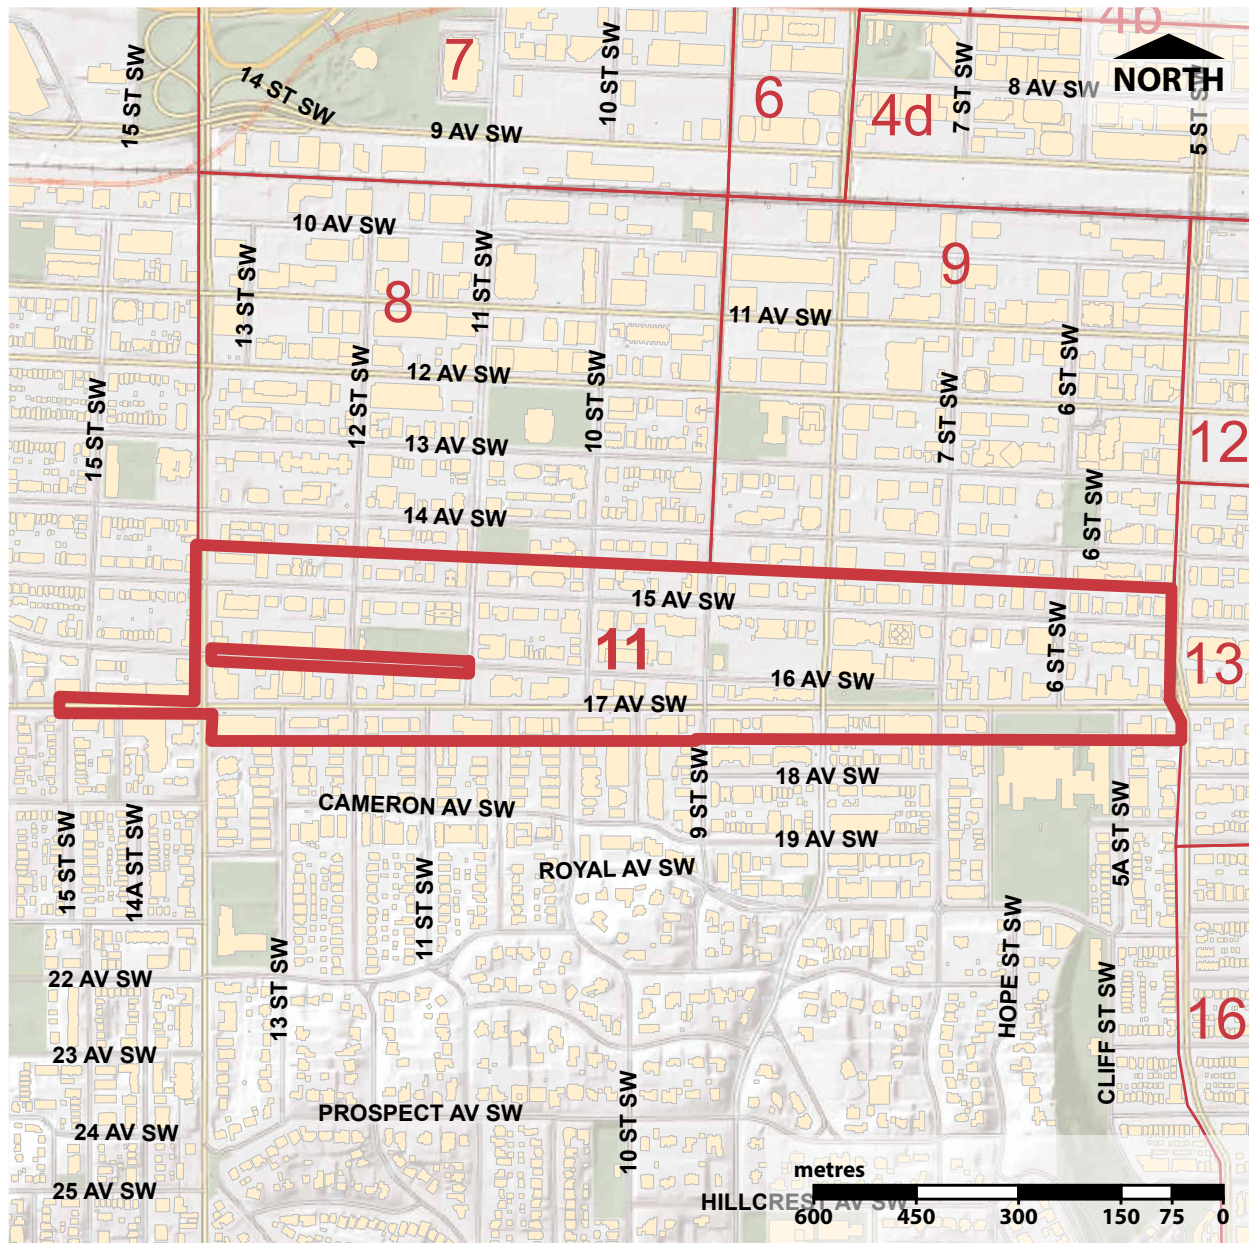 4b
7
NORTH
15 ST SW
14 ST SW
10 ST SW
6
4d
7 ST SW
8 AV SW
5 ST SW
9 AV SW
10 AV SW
13 ST SW
11 ST SW
9
8
11 AV SW
12 AV SW
12 ST SW
10 ST SW
15 ST SW
7 ST SW
6 ST SW
13 AV SW
12
14 AV SW
6 ST SW
15 AV SW
11
6 ST SW
13
16 AV SW
17 AV SW
18 AV SW
CAMERON AV SW
9 ST SW
5A ST SW
19 AV SW
15 ST SW
14A ST SW
ROYAL AV SW
11 ST SW
22 AV SW
13 ST SW
HOPE ST SW
CLIFF ST SW
16
23 AV SW
PROSPECT AV SW
24 AV SW
10 ST SW
25 AV SW
metres
HILLCREST AV SW
600 450 300 150 75 0